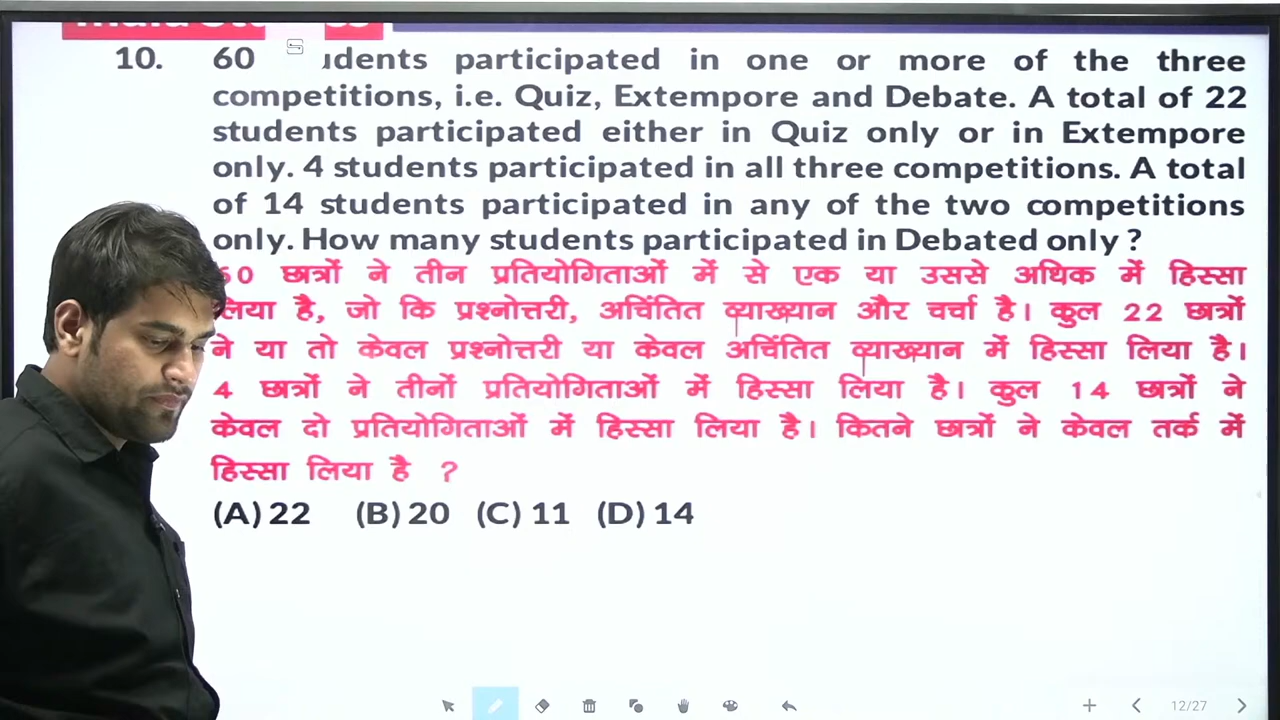 10. 60 udents participated in one or more of the three
competitions, i.e. Quiz, Extempore and Debate. A total of 22
students participated either in Quiz only or in Extempore
only. 4 students participated in all three competitions. A total
of 14 students participated in any of the two competitions
only. How many students participated in Debated only ?
60 छात्रों ने तीन प्रतियोगिताओं में से एक या उससे अधिक में हिस्सा
लिया है, जो कि प्रश्नोत्तरी, अचिंतित व्याख्यान और चर्चा है। कुल 22 छात्रों
ने या तो केवल प्रश्नोत्तरी या केवल अचिंतित व्याख्यान में हिस्सा लिया है।
4 छात्रों ने तीनों प्रतियोगिताओं में हिस्सा लिया है। कुल 14 छात्रों ने
केवल दो प्रतियोगिताओं में हिस्सा लिया है। कितने छात्रों ने केवल तर्क में
हिस्सा लिया है ?
(A) 22 (B) 20 (C) 11 (D) 14
12/27